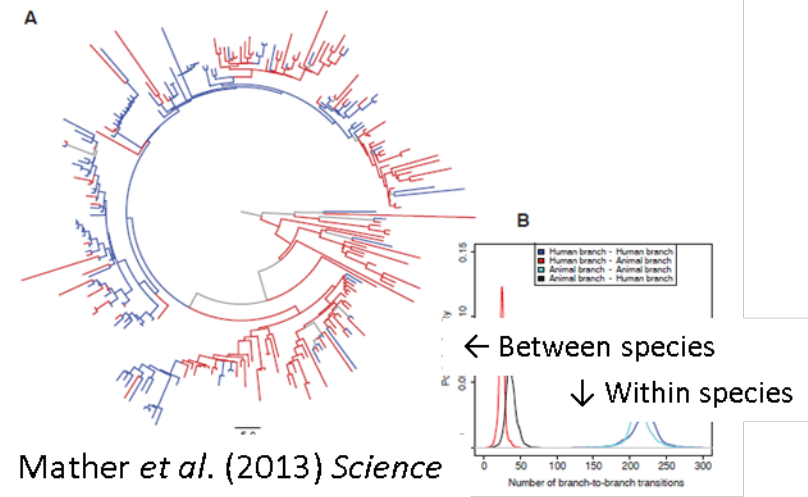 A
B
0.15
Human branch - Human branch
Human branch - Animal branch
Animal branch - Animal branch
Animal branch - Human branch
← Between species
↓ Within species
0 50 100 150 200 250 300
Number of branch-to-branch transitions
Mather et al. (2013) Science